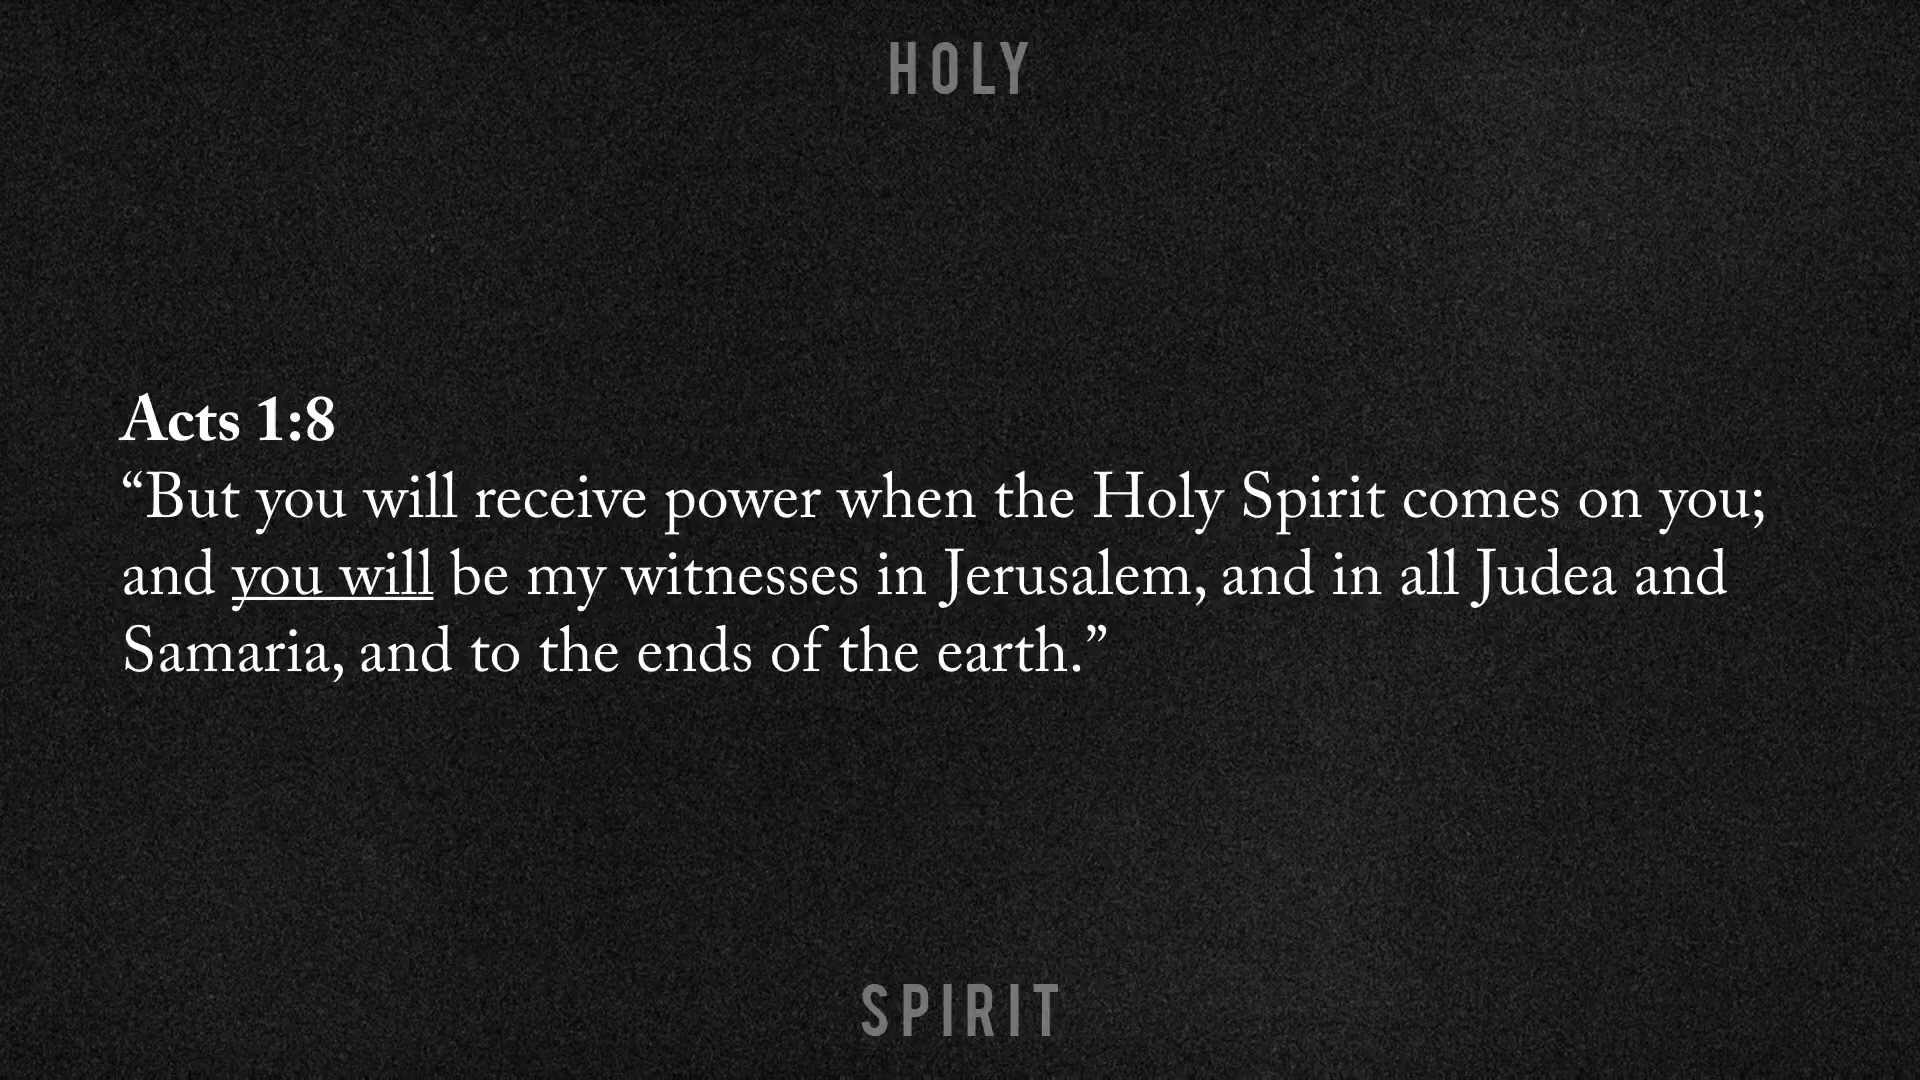 HOLY
Acts 1:8
“But you will receive power when the Holy Spirit comes on you;
and you will be my witnesses in Jerusalem, and in all Judea and
Samaria, and to the ends of the earth.”
SPIRIT